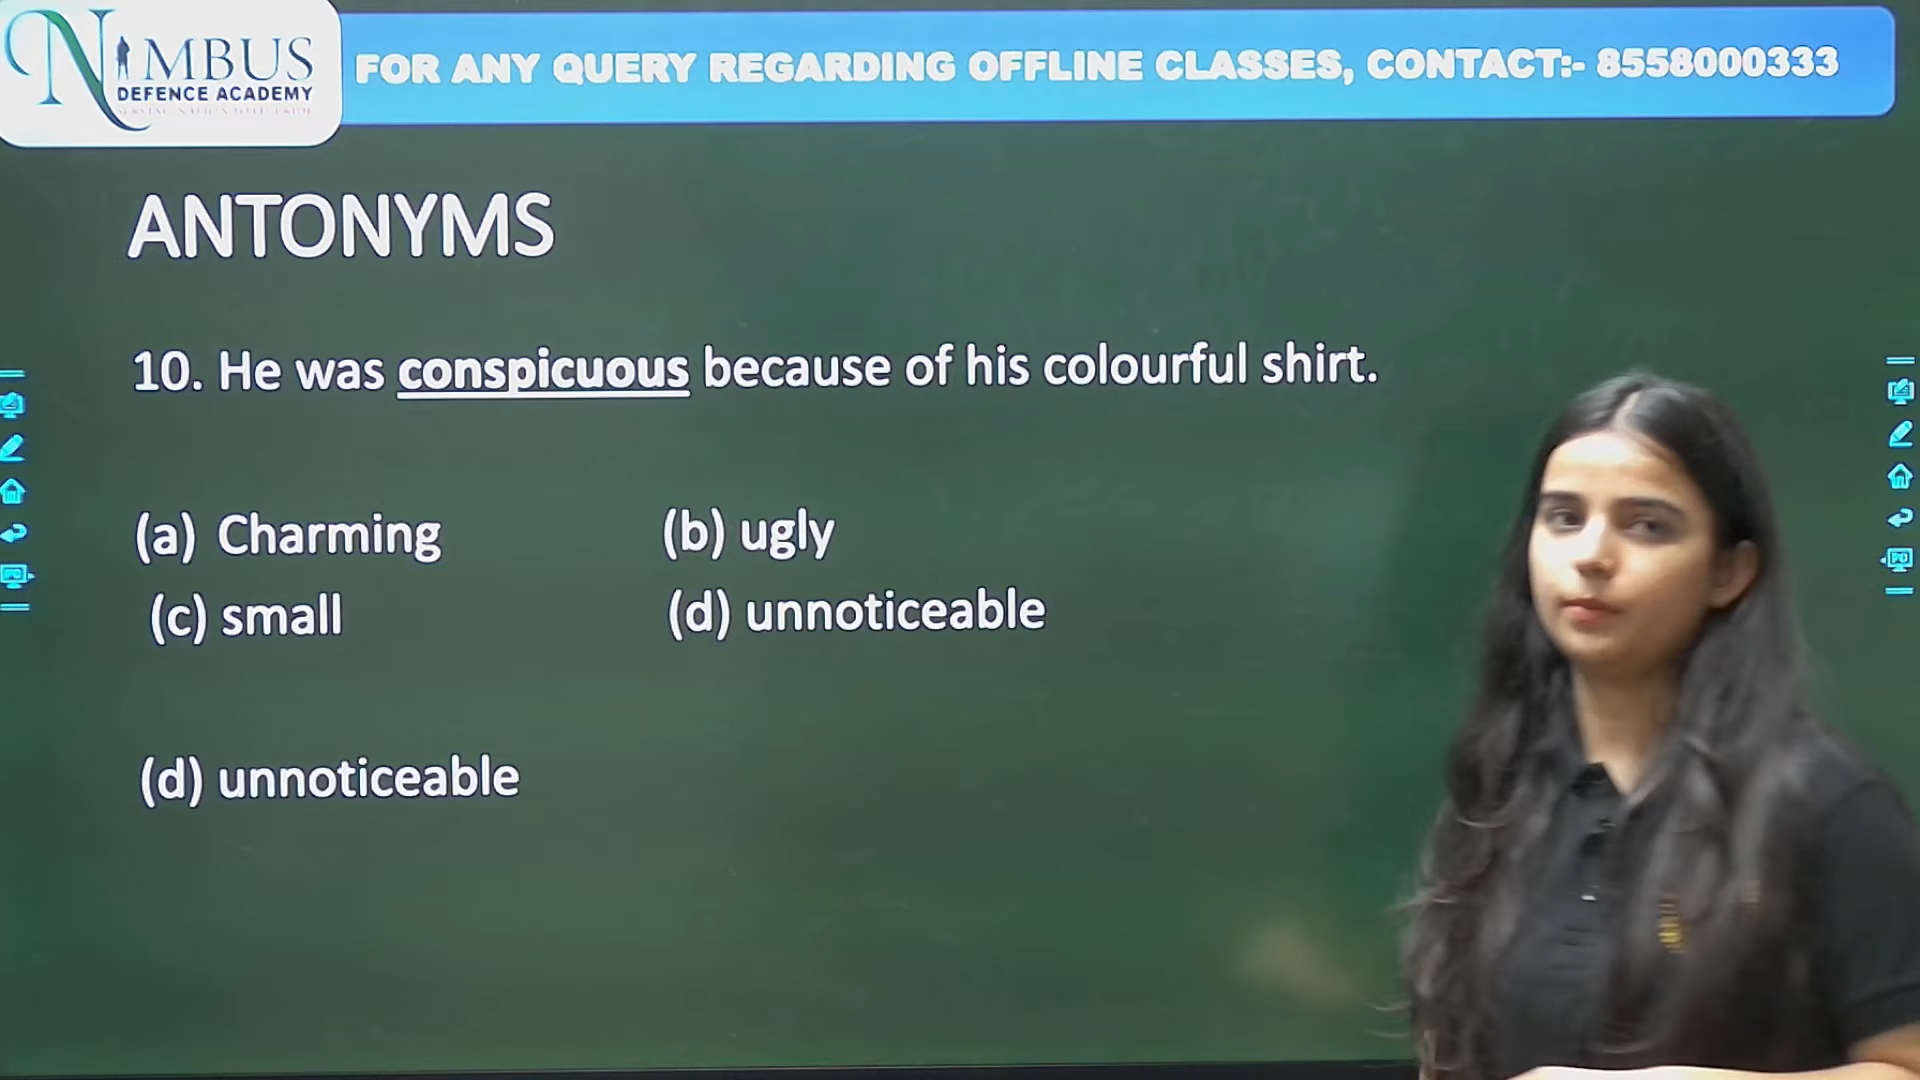 NIMBUS
DEFENCE ACADEMY
FOR ANY QUERY REGARDING OFFLINE CLASSES, CONTACT:- 8558000333
ANTONYMS
10. He was conspicuous because of his colourful shirt.
(a) Charming (b) ugly
(c) small (d) unnoticeable
(d) unnoticeable